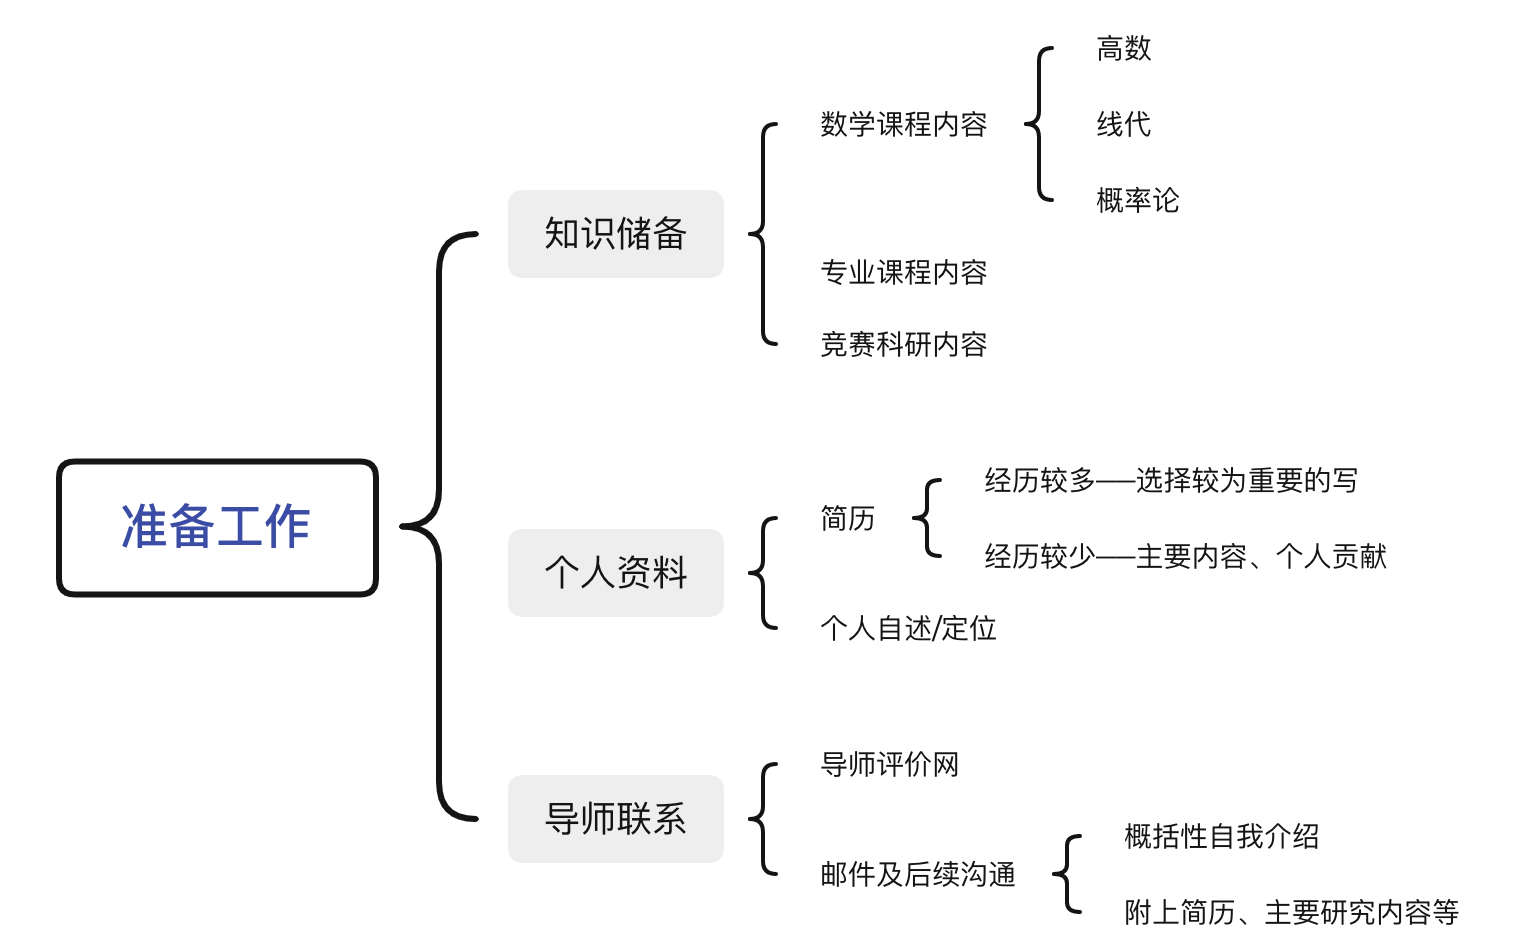 准备工作
知识储备
数学课程内容
高数
线代
概率论
专业课程内容
竞赛科研内容
个人资料
简历
经历较多——选择较为重要的写
经历较少——主要内容、个人贡献
个人自述/定位
导师联系
导师评价网
邮件及后续沟通
概括性自我介绍
附上简历、主要研究内容等